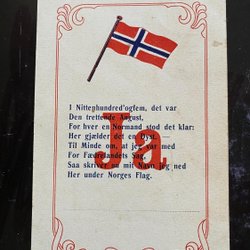 I Nittenhundred'ogfem, det var
Den trettende August,
For hver en Normand stod det klar:
Her gjælder det en Dyst.
Til Minde om, at jeg var med
For Fædrelandets Sag,
Saa skriver nu mit Navn jeg ned
Her under Norges Flag.
Ja.